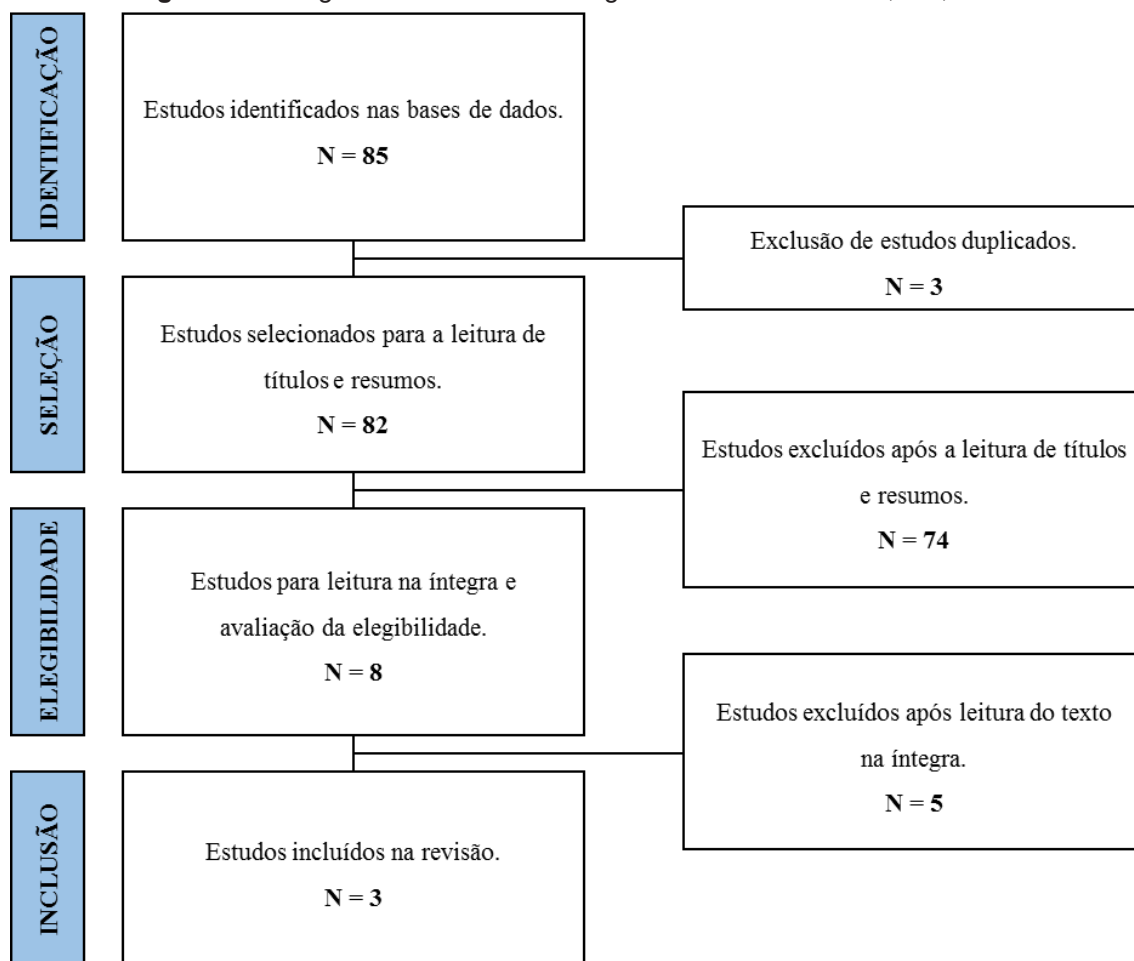 IDENTIFICAÇÃO
Estudos identificados nas bases de dados.
N = 85
Exclusão de estudos duplicados.
N = 3
SELEÇÃO
Estudos selecionados para a leitura de
títulos e resumos.
N = 82
Estudos excluídos após a leitura de títulos
e resumos.
N = 74
ELEGIBILIDADE
Estudos para leitura na íntegra e
avaliação da elegibilidade.
N = 8
Estudos excluídos após leitura do texto
na íntegra.
N = 5
INCLUSÃO
Estudos incluídos na revisão.
N = 3